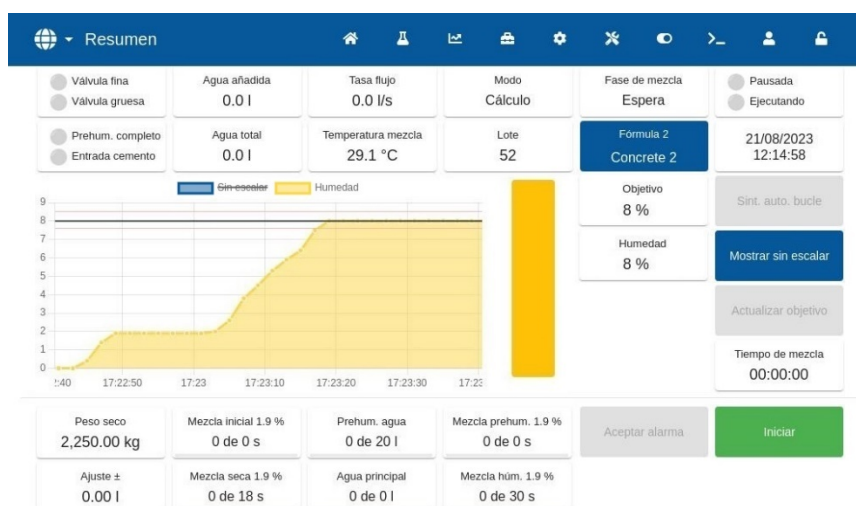 Resumen
Válvula fina
Válvula gruesa
Agua añadida
0.0 l
Tasa flujo
0.0 l/s
Modo
Cálculo
Fase de mezcla
Espera
Pausada
Ejecutando
Prehum. completo
Entrada cemento
Agua total
0.0 l
Temperatura mezcla
29.1 °C
Lote
52
Fórmula 2
Concrete 2
21/08/2023
12:14:58
Sin escalar
Humedad
9
8
7
6
5
4
3
2
1
0
:40 17:22:50 17:23 17:23:10 17:23:20 17:23:30 17:23
Objetivo
8 %
Humedad
8 %
Sint. auto. bucle
Mostrar sin escalar
Actualizar objetivo
Tiempo de mezcla
00:00:00
Peso seco
2,250.00 kg
Mezcla inicial 1.9 %
0 de 0 s
Prehum. agua
0 de 20 l
Mezcla prehum. 1.9 %
0 de 0 s
Aceptar alarma
Iniciar
Ajuste ±
0.00 l
Mezcla seca 1.9 %
0 de 18 s
Agua principal
0 de 0 l
Mezcla húm. 1.9 %
0 de 30 s